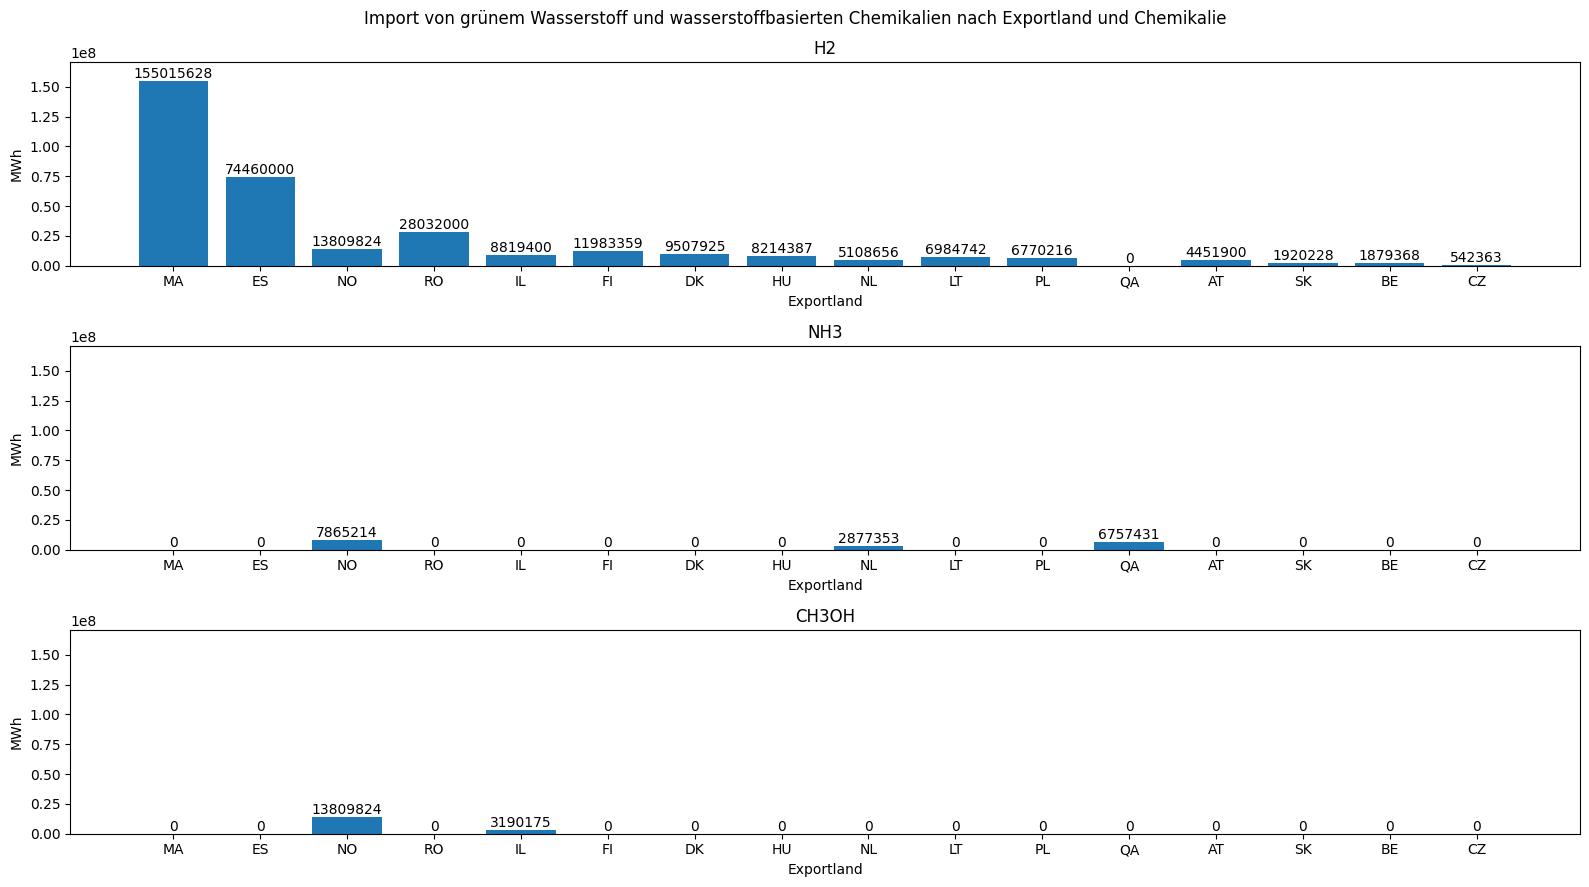 Import von grünem Wasserstoff und wasserstoffbasierten Chemikalien nach Exportland und Chemikalie
H2
1e8
MWh
1.50
1.25
1.00
0.75
0.50
0.25
0.00
155015628 74460000 13809824 28032000 8819400 11983359 9507925 8214387 5108656 6984742 6770216 0 4451900 1920228 1879368 542363
MA ES NO RO IL FI DK HU NL LT PL QA AT SK BE CZ
Exportland
NH3
1e8
MWh
1.50
1.25
1.00
0.75
0.50
0.25
0.00
0 0 7865214 0 0 0 0 0 2877353 0 0 6757431 0 0 0 0
MA ES NO RO IL FI DK HU NL LT PL QA AT SK BE CZ
Exportland
CH3OH
1e8
MWh
1.50
1.25
1.00
0.75
0.50
0.25
0.00
0 0 13809824 0 3190175 0 0 0 0 0 0 0 0 0 0 0
MA ES NO RO IL FI DK HU NL LT PL QA AT SK BE CZ
Exportland